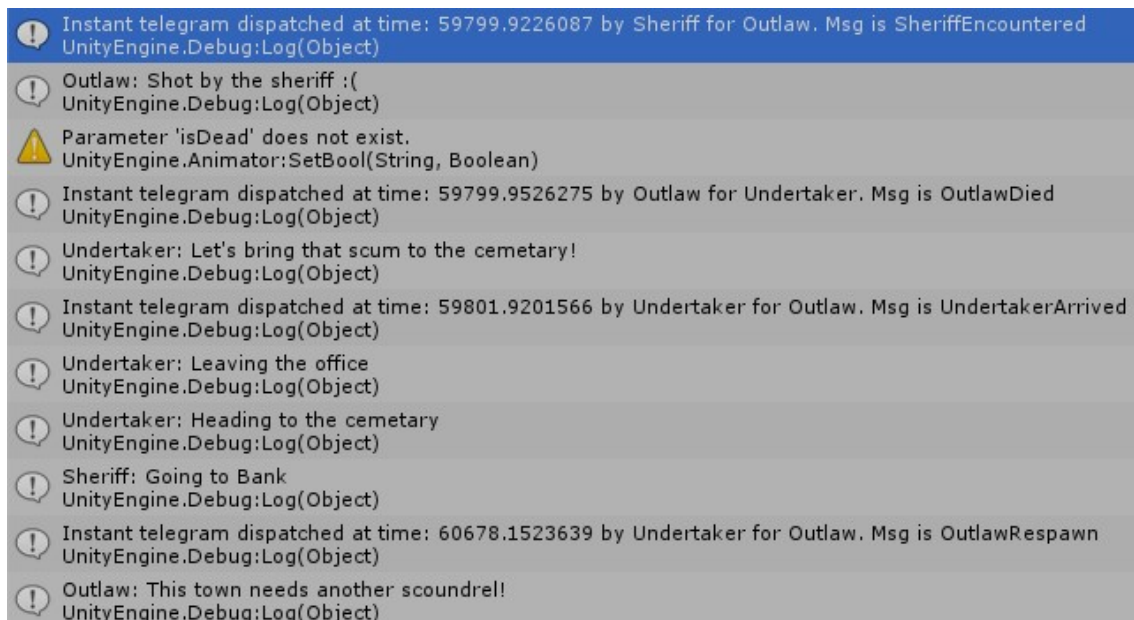 Instant telegram dispatched at time: 59799.9226087 by Sheriff for Outlaw. Msg is SheriffEncountered
UnityEngine.Debug:Log(Object)
Outlaw: Shot by the sheriff :(
UnityEngine.Debug:Log(Object)
Parameter 'isDead' does not exist.
UnityEngine.Animator:SetBool(String, Boolean)
Instant telegram dispatched at time: 59799.9526275 by Outlaw for Undertaker. Msg is OutlawDied
UnityEngine.Debug:Log(Object)
Undertaker: Let's bring that scum to the cemetary!
UnityEngine.Debug:Log(Object)
Instant telegram dispatched at time: 59801.9201566 by Undertaker for Outlaw. Msg is UndertakerArrived
UnityEngine.Debug:Log(Object)
Undertaker: Leaving the office
UnityEngine.Debug:Log(Object)
Undertaker: Heading to the cemetary
UnityEngine.Debug:Log(Object)
Sheriff: Going to Bank
UnityEngine.Debug:Log(Object)
Instant telegram dispatched at time: 60678.1523639 by Undertaker for Outlaw. Msg is OutlawRespawn
UnityEngine.Debug:Log(Object)
Outlaw: This town needs another scoundrel!
UnityEngine.Debug:Log(Object)